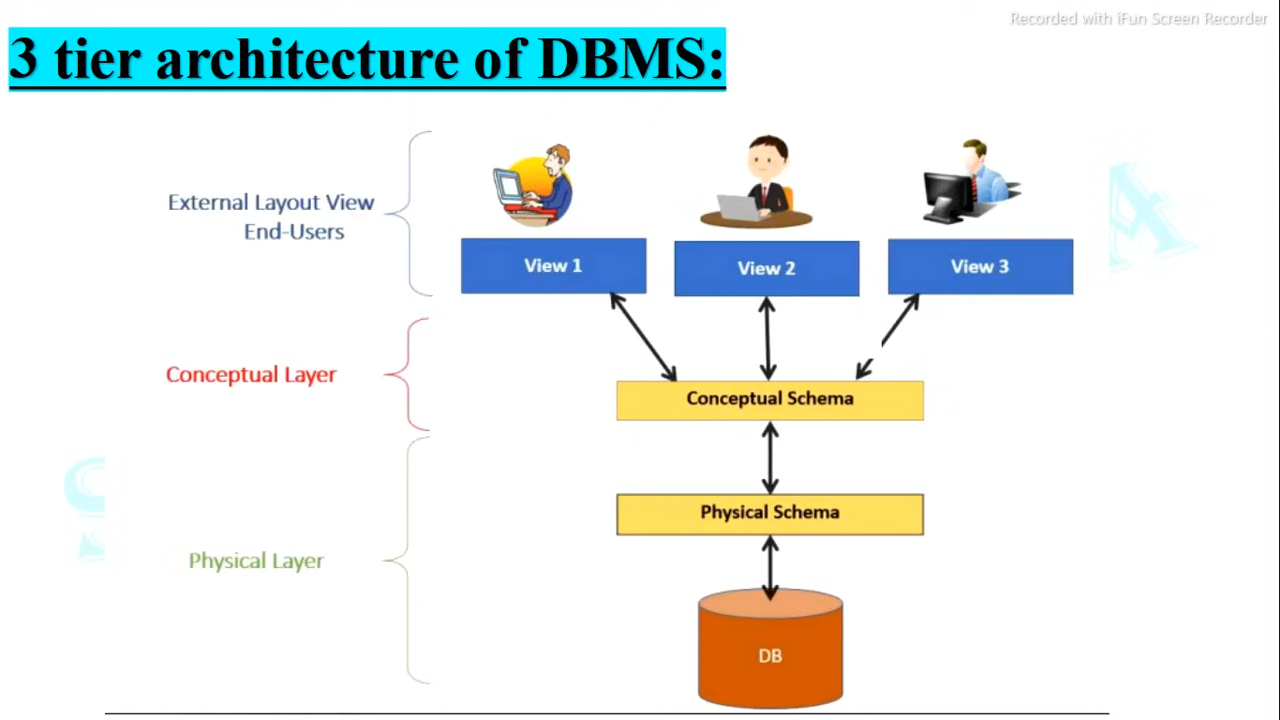 Recorded with iFun Screen Recorder
3 tier architecture of DBMS:
External Layout View
End-Users
View 1
View 2
View 3
Conceptual Layer
Conceptual Schema
Physical Schema
Physical Layer
DB